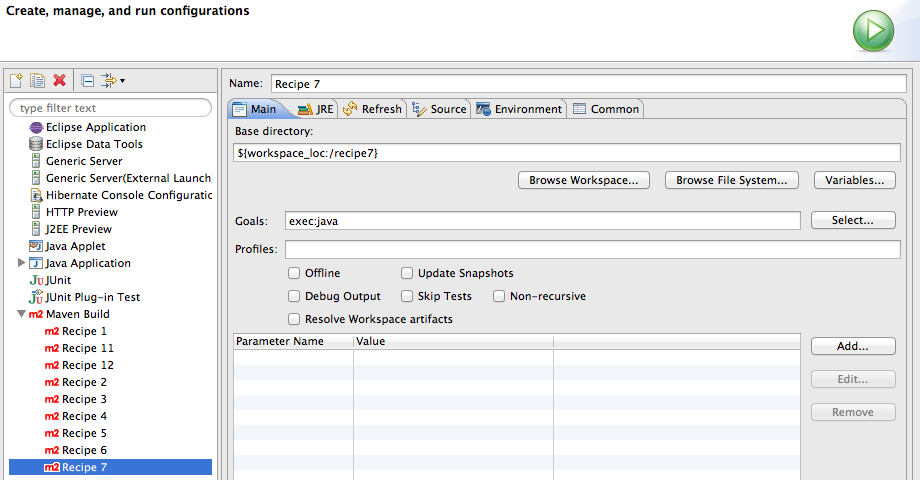 Create, manage, and run configurations
Name: Recipe 7
type filter text
Eclipse Application
Eclipse Data Tools
Generic Server
Generic Server(External Launch
Hibernate Console Configuratic
HTTP Preview
J2EE Preview
Java Applet
Java Application
JUnit
JUnit Plug-in Test
m2 Maven Build
m2 Recipe 1
m2 Recipe 11
m2 Recipe 12
m2 Recipe 2
m2 Recipe 3
m2 Recipe 4
m2 Recipe 5
m2 Recipe 6
m2 Recipe 7
Main JRE Refresh Source Environment Common
Base directory:
${workspace_loc:/recipe7}
Browse Workspace... Browse File System... Variables...
Goals: exec:java Select...
Profiles:
Offline Update Snapshots
Debug Output Skip Tests Non-recursive
Resolve Workspace artifacts
Parameter Name Value
Add...
Edit...
Remove